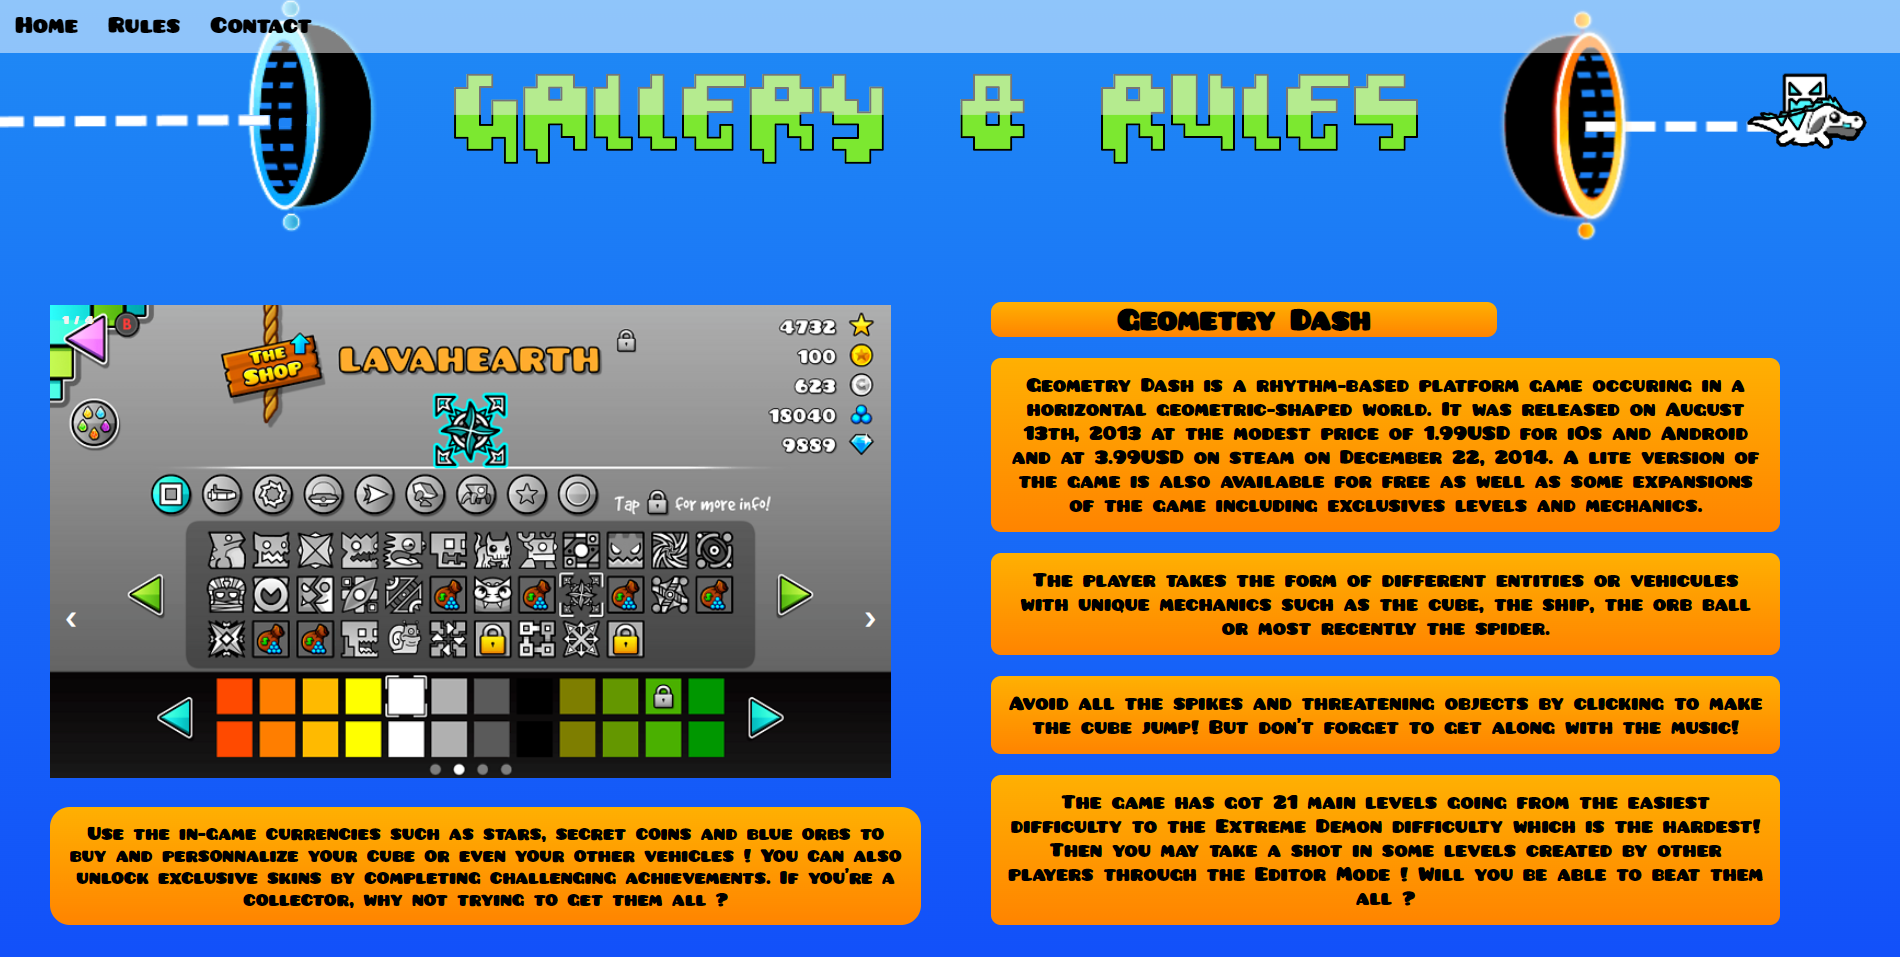 Home Rules Contact
Gallery & Rules
1 / 4
B
The Shop
LAVAHEARTH
4732
100
623
18040
9889
Tap for more info!
‹ ›
Use the in-game currencies such as stars, secret coins and blue orbs to
buy and personnalize your cube or even your other vehicles ! You can also
unlock exclusive skins by completing challenging achievements. If you're a
collector, why not trying to get them all ?
Geometry Dash
Geometry Dash is a rhythm-based platform game occuring in a
horizontal geometric-shaped world. It was released on August
13th, 2013 at the modest price of 1.99USD for iOs and Android
and at 3.99USD on steam on December 22, 2014. A lite version of
the game is also available for free as well as some expansions
of the game including exclusives levels and mechanics.
The player takes the form of different entities or vehicules
with unique mechanics such as the cube, the ship, the orb ball
or most recently the spider.
Avoid all the spikes and threatening objects by clicking to make
the cube jump! But don't forget to get along with the music!
The game has got 21 main levels going from the easiest
difficulty to the Extreme Demon difficulty which is the hardest!
Then you may take a shot in some levels created by other
players through the Editor Mode ! Will you be able to beat them
all ?